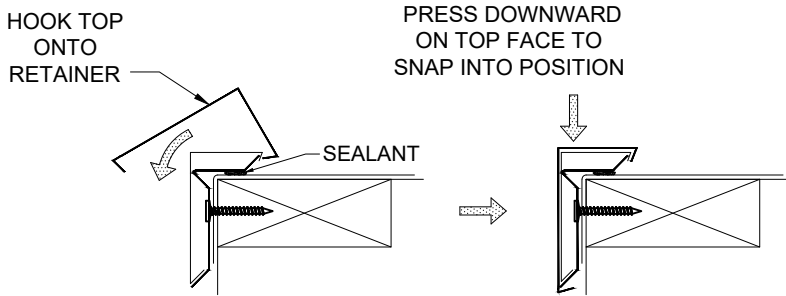 HOOK TOP
ONTO
RETAINER
SEALANT
PRESS DOWNWARD
ON TOP FACE TO
SNAP INTO POSITION